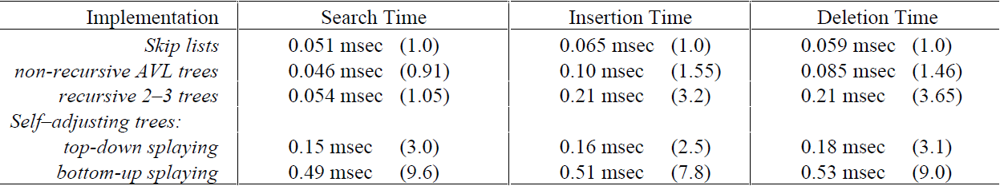 Implementation Search Time Insertion Time Deletion Time
Skip lists 0.051 msec (1.0) 0.065 msec (1.0) 0.059 msec (1.0)
non-recursive AVL trees 0.046 msec (0.91) 0.10 msec (1.55) 0.085 msec (1.46)
recursive 2–3 trees 0.054 msec (1.05) 0.21 msec (3.2) 0.21 msec (3.65)
Self–adjusting trees:
top-down splaying 0.15 msec (3.0) 0.16 msec (2.5) 0.18 msec (3.1)
bottom-up splaying 0.49 msec (9.6) 0.51 msec (7.8) 0.53 msec (9.0)